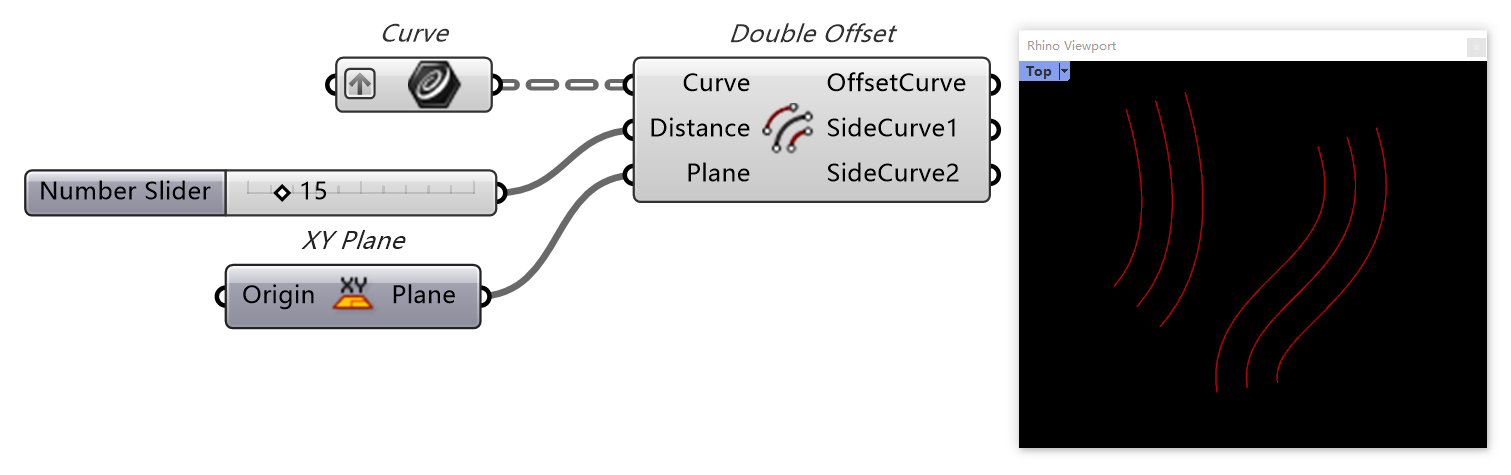 Curve
Double Offset
Rhino Viewport
Top
Curve
OffsetCurve
Distance
SideCurve1
Plane
SideCurve2
Number Slider
15
XY Plane
Origin
XY
Plane